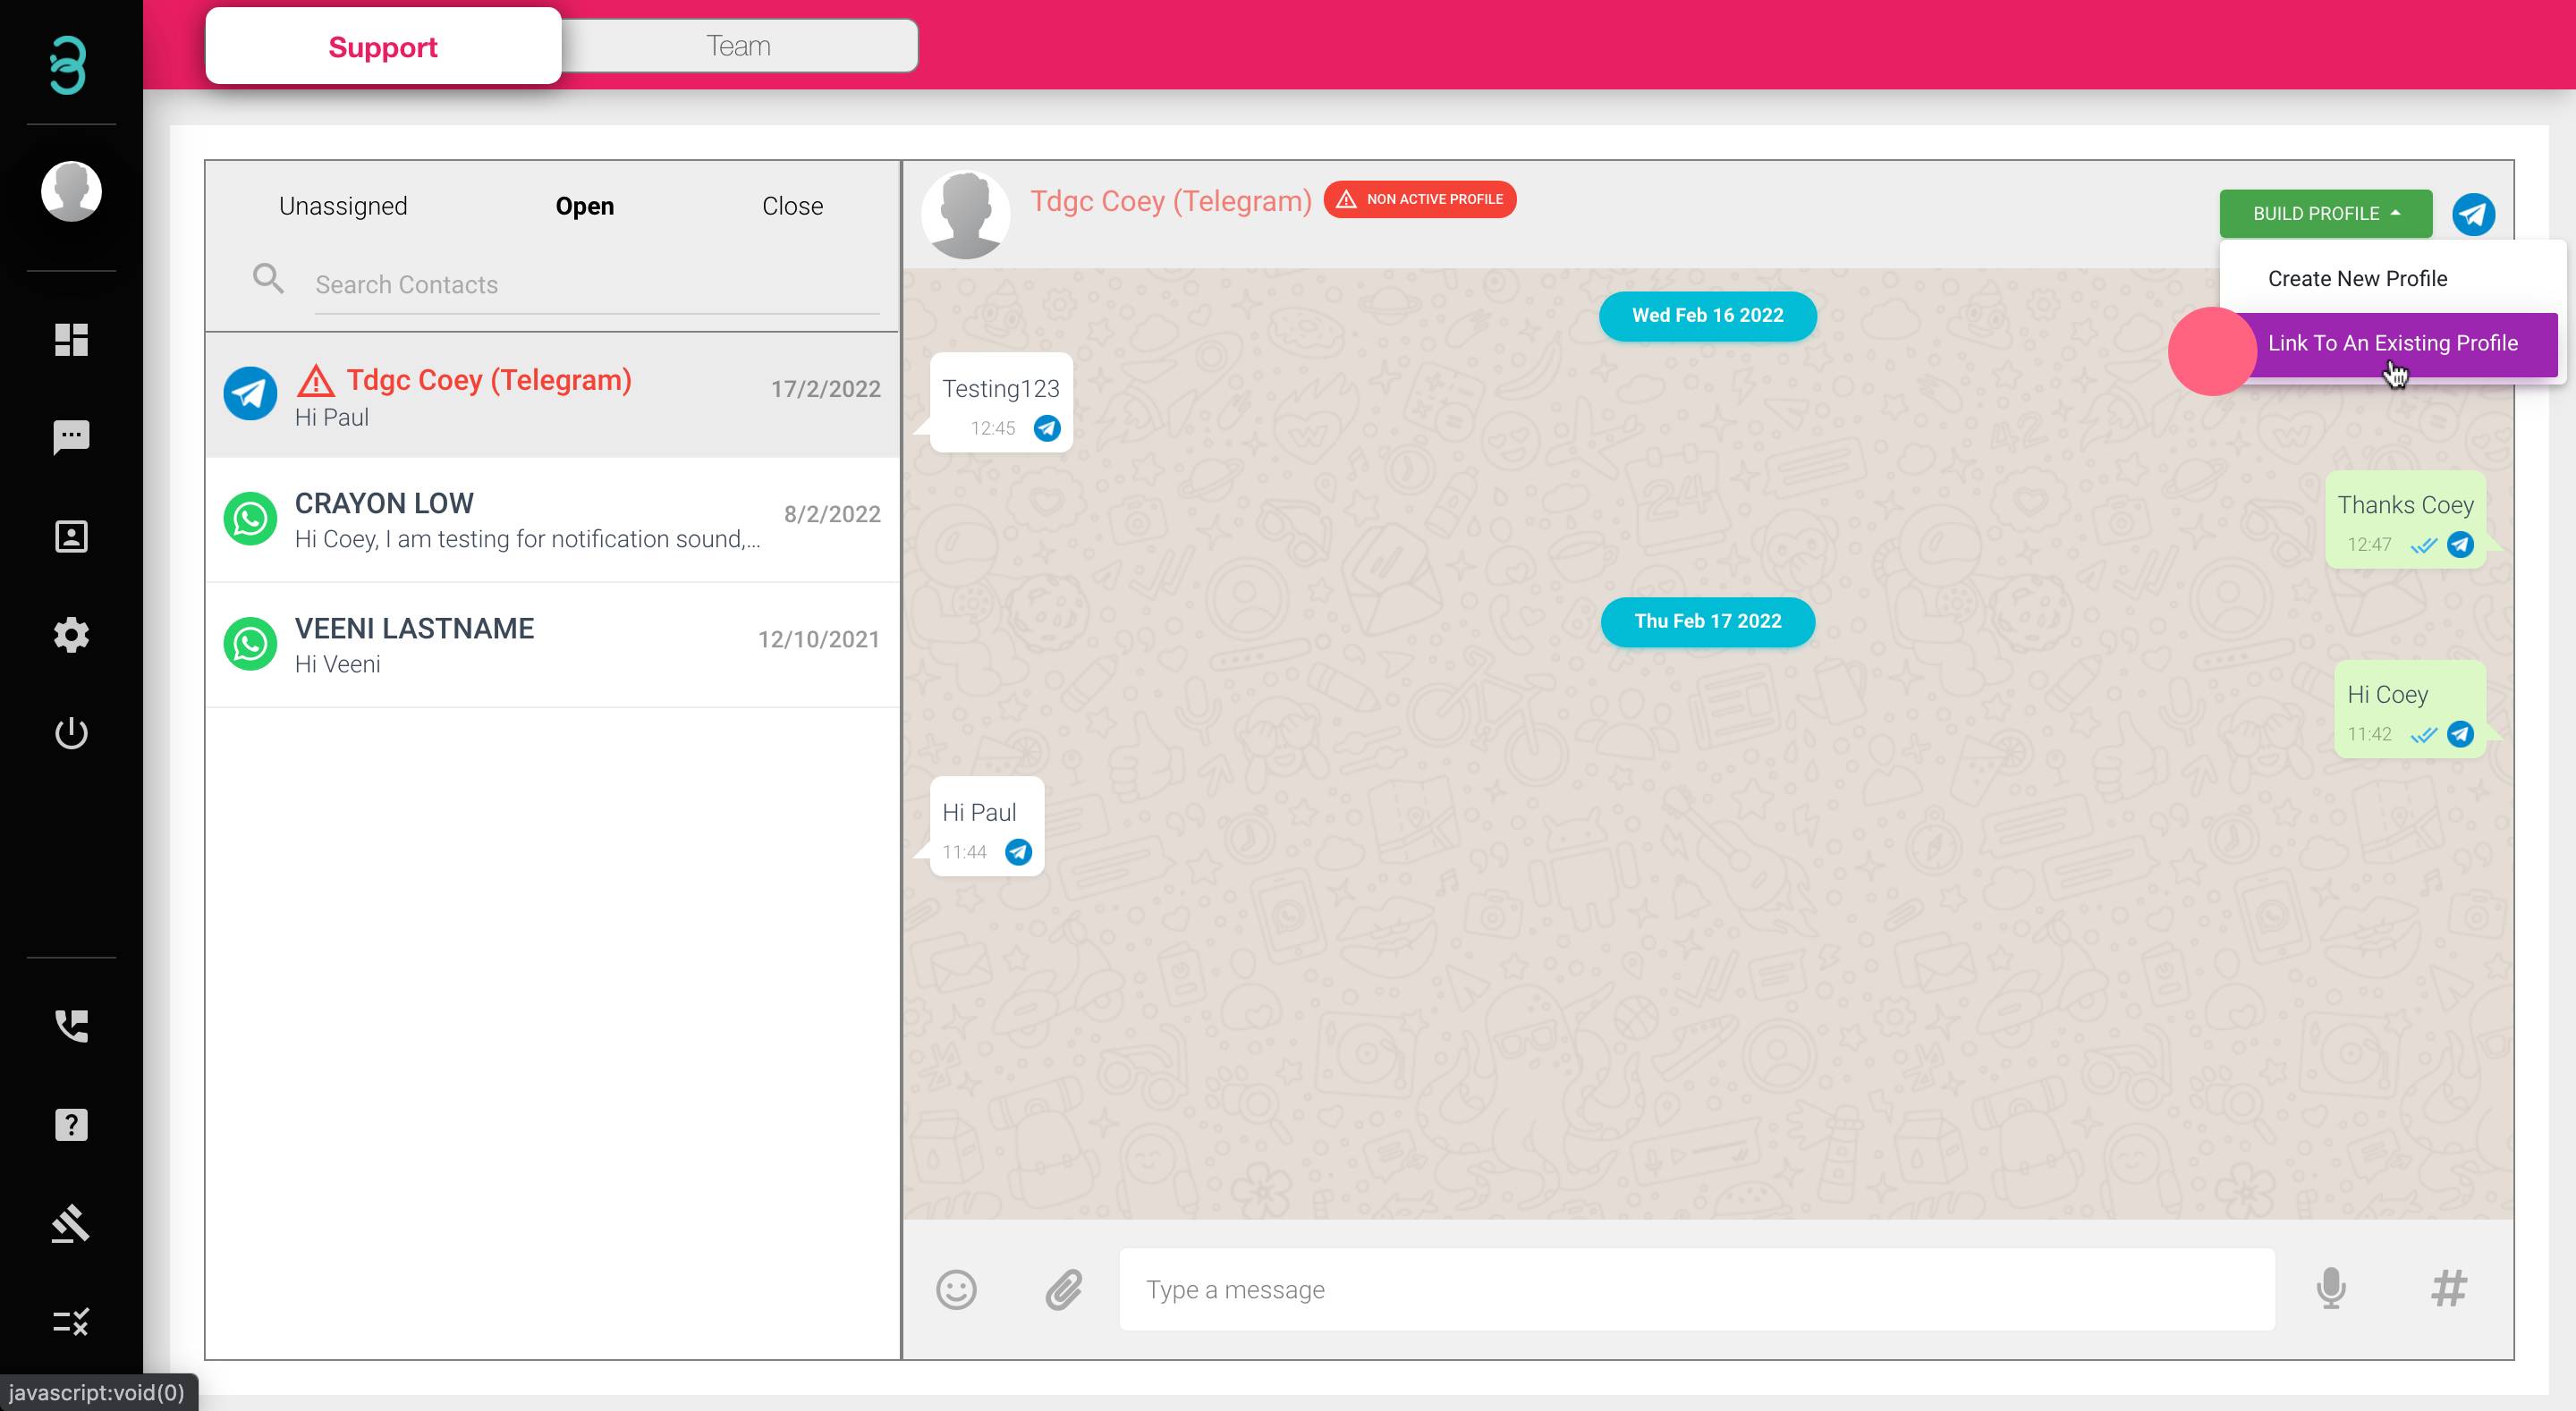 Support
Team
Unassigned
Open
Close
Search Contacts
Tdgc Coey (Telegram)
17/2/2022
Hi Paul
CRAYON LOW
8/2/2022
Hi Coey, I am testing for notification sound,...
VEENI LASTNAME
12/10/2021
Hi Veeni
Tdgc Coey (Telegram)
NON ACTIVE PROFILE
BUILD PROFILE
Create New Profile
Link To An Existing Profile
Wed Feb 16 2022
Testing123
12:45
Thanks Coey
12:47
Thu Feb 17 2022
Hi Coey
11:42
Hi Paul
11:44
Type a message
#
javascript:void(0)